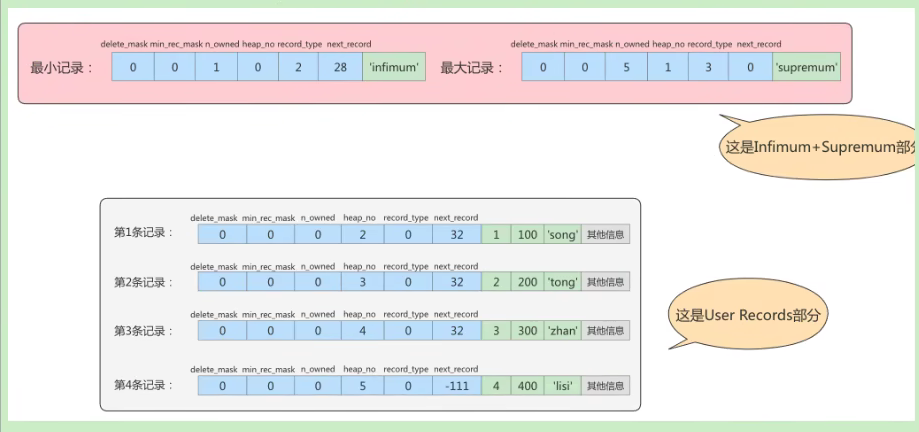 delete_mask min_rec_mask n_owned heap_no record_type next_record
最小记录： 0 0 1 0 2 28 'infimum'
delete_mask min_rec_mask n_owned heap_no record_type next_record
最大记录： 0 0 5 1 3 0 'supremum'
这是Infimum+Supremum部分
delete_mask min_rec_mask n_owned heap_no record_type next_record
第1条记录： 0 0 0 2 0 32 1 100 'song' 其他信息
delete_mask min_rec_mask n_owned heap_no record_type next_record
第2条记录： 0 0 0 3 0 32 2 200 'tong' 其他信息
delete_mask min_rec_mask n_owned heap_no record_type next_record
第3条记录： 0 0 0 4 0 32 3 300 'zhan' 其他信息
delete_mask min_rec_mask n_owned heap_no record_type next_record
第4条记录： 0 0 0 5 0 -111 4 400 'lisi' 其他信息
这是User Records部分